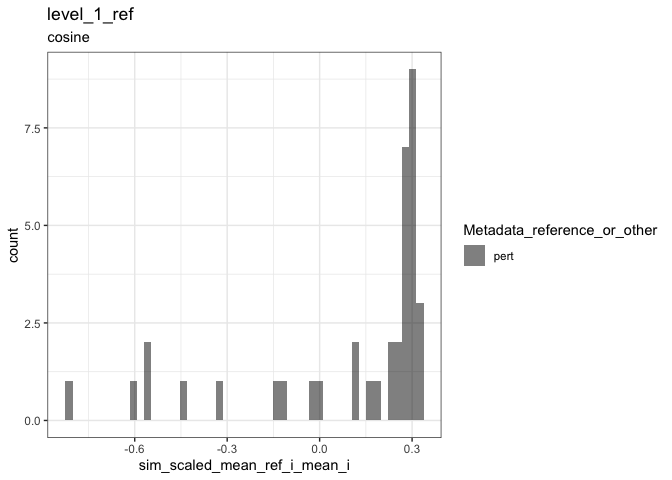 level_1_ref
cosine
7.5
5.0
2.5
0.0
count
-0.6 -0.3 0.0 0.3
sim_scaled_mean_ref_i_mean_i
Metadata_reference_or_other
pert